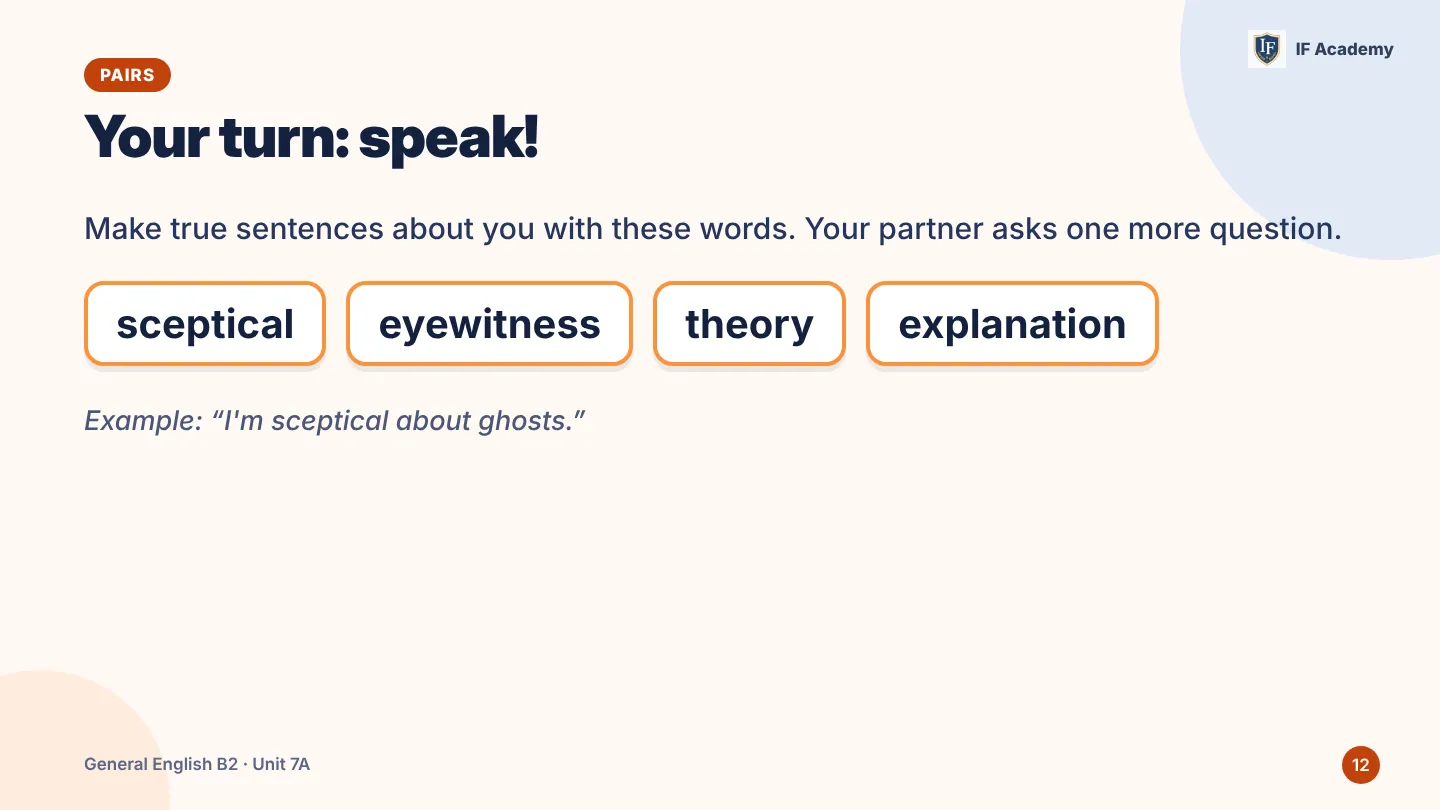 IF
IF Academy
PAIRS
Your turn: speak!
Make true sentences about you with these words. Your partner asks one more question.
sceptical
eyewitness
theory
explanation
Example: “I'm sceptical about ghosts.”
General English B2 · Unit 7A
12